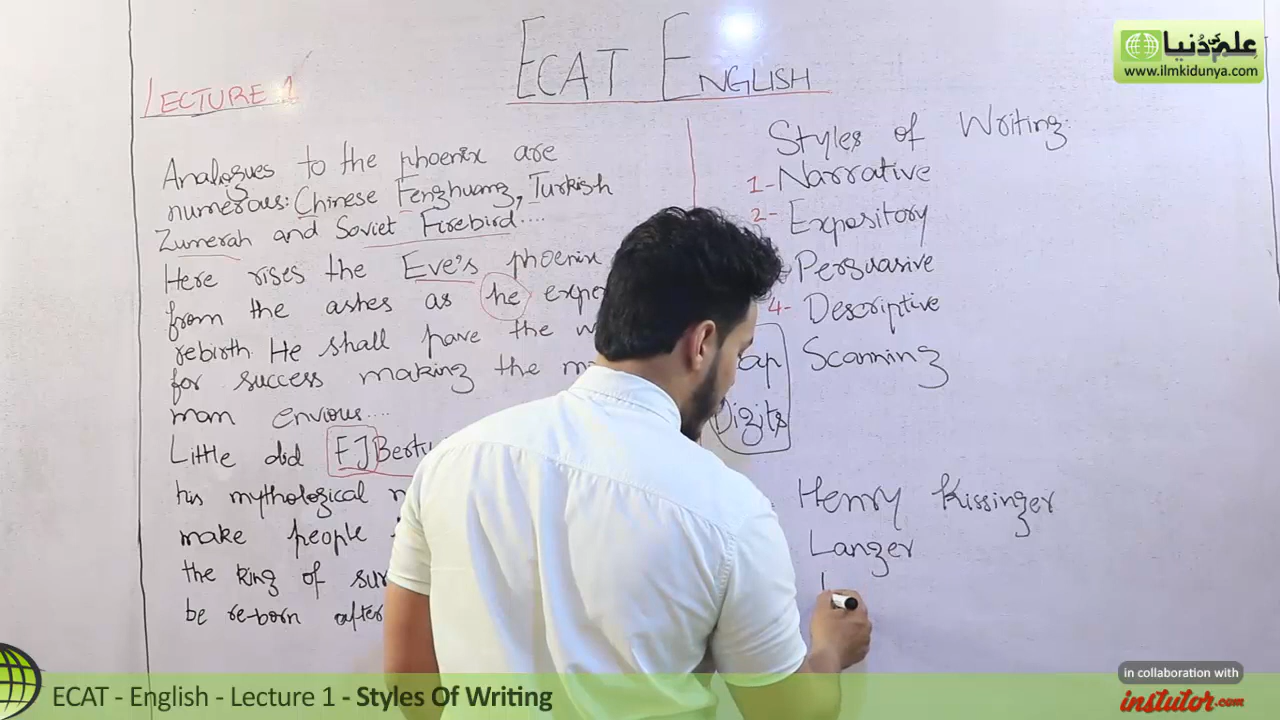 ECAT ENGLISH
علم کی دُنیا
www.ilmkidunya.com
LECTURE 1
Analogues to the phoenix are
numerous: Chinese Fenghuang, Turkish
Zumerah and Soviet Firebird....
Here rises the Eve's phoenix
from the ashes as he
rebirth. He shall pave the
for success making the
man envious....
Little did FJ
his mythological
make people
the king of
be re-born after
Styles of Writing:
1- Narrative
2- Expository
Persuasive
4- Descriptive
Scanning
Digits
Henry Kissinger
Langer
ECAT - English - Lecture 1 - Styles Of Writing
in collaboration with
instutor.com